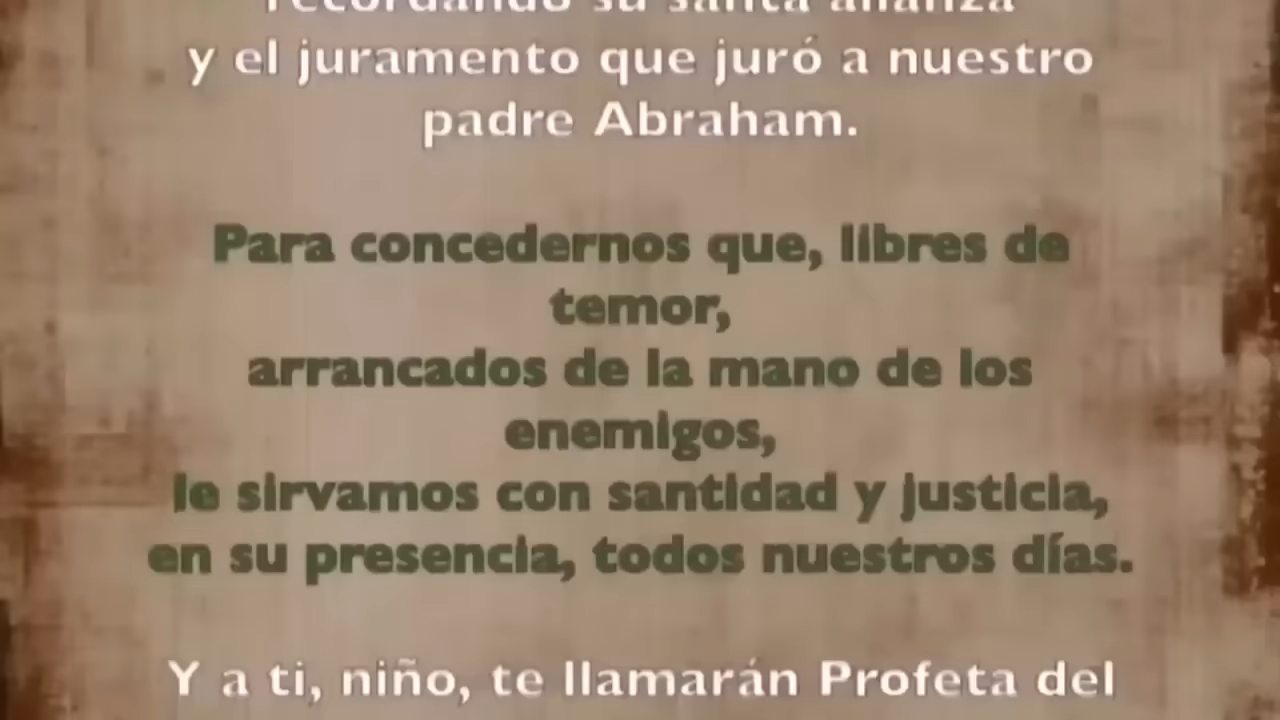 recordando su santa alianza
y el juramento que juró a nuestro
padre Abraham.
Para concedernos que, libres de
temor,
arrancados de la mano de los
enemigos,
le sirvamos con santidad y justicia,
en su presencia, todos nuestros días.
Y a ti, niño, te llamarán Profeta del